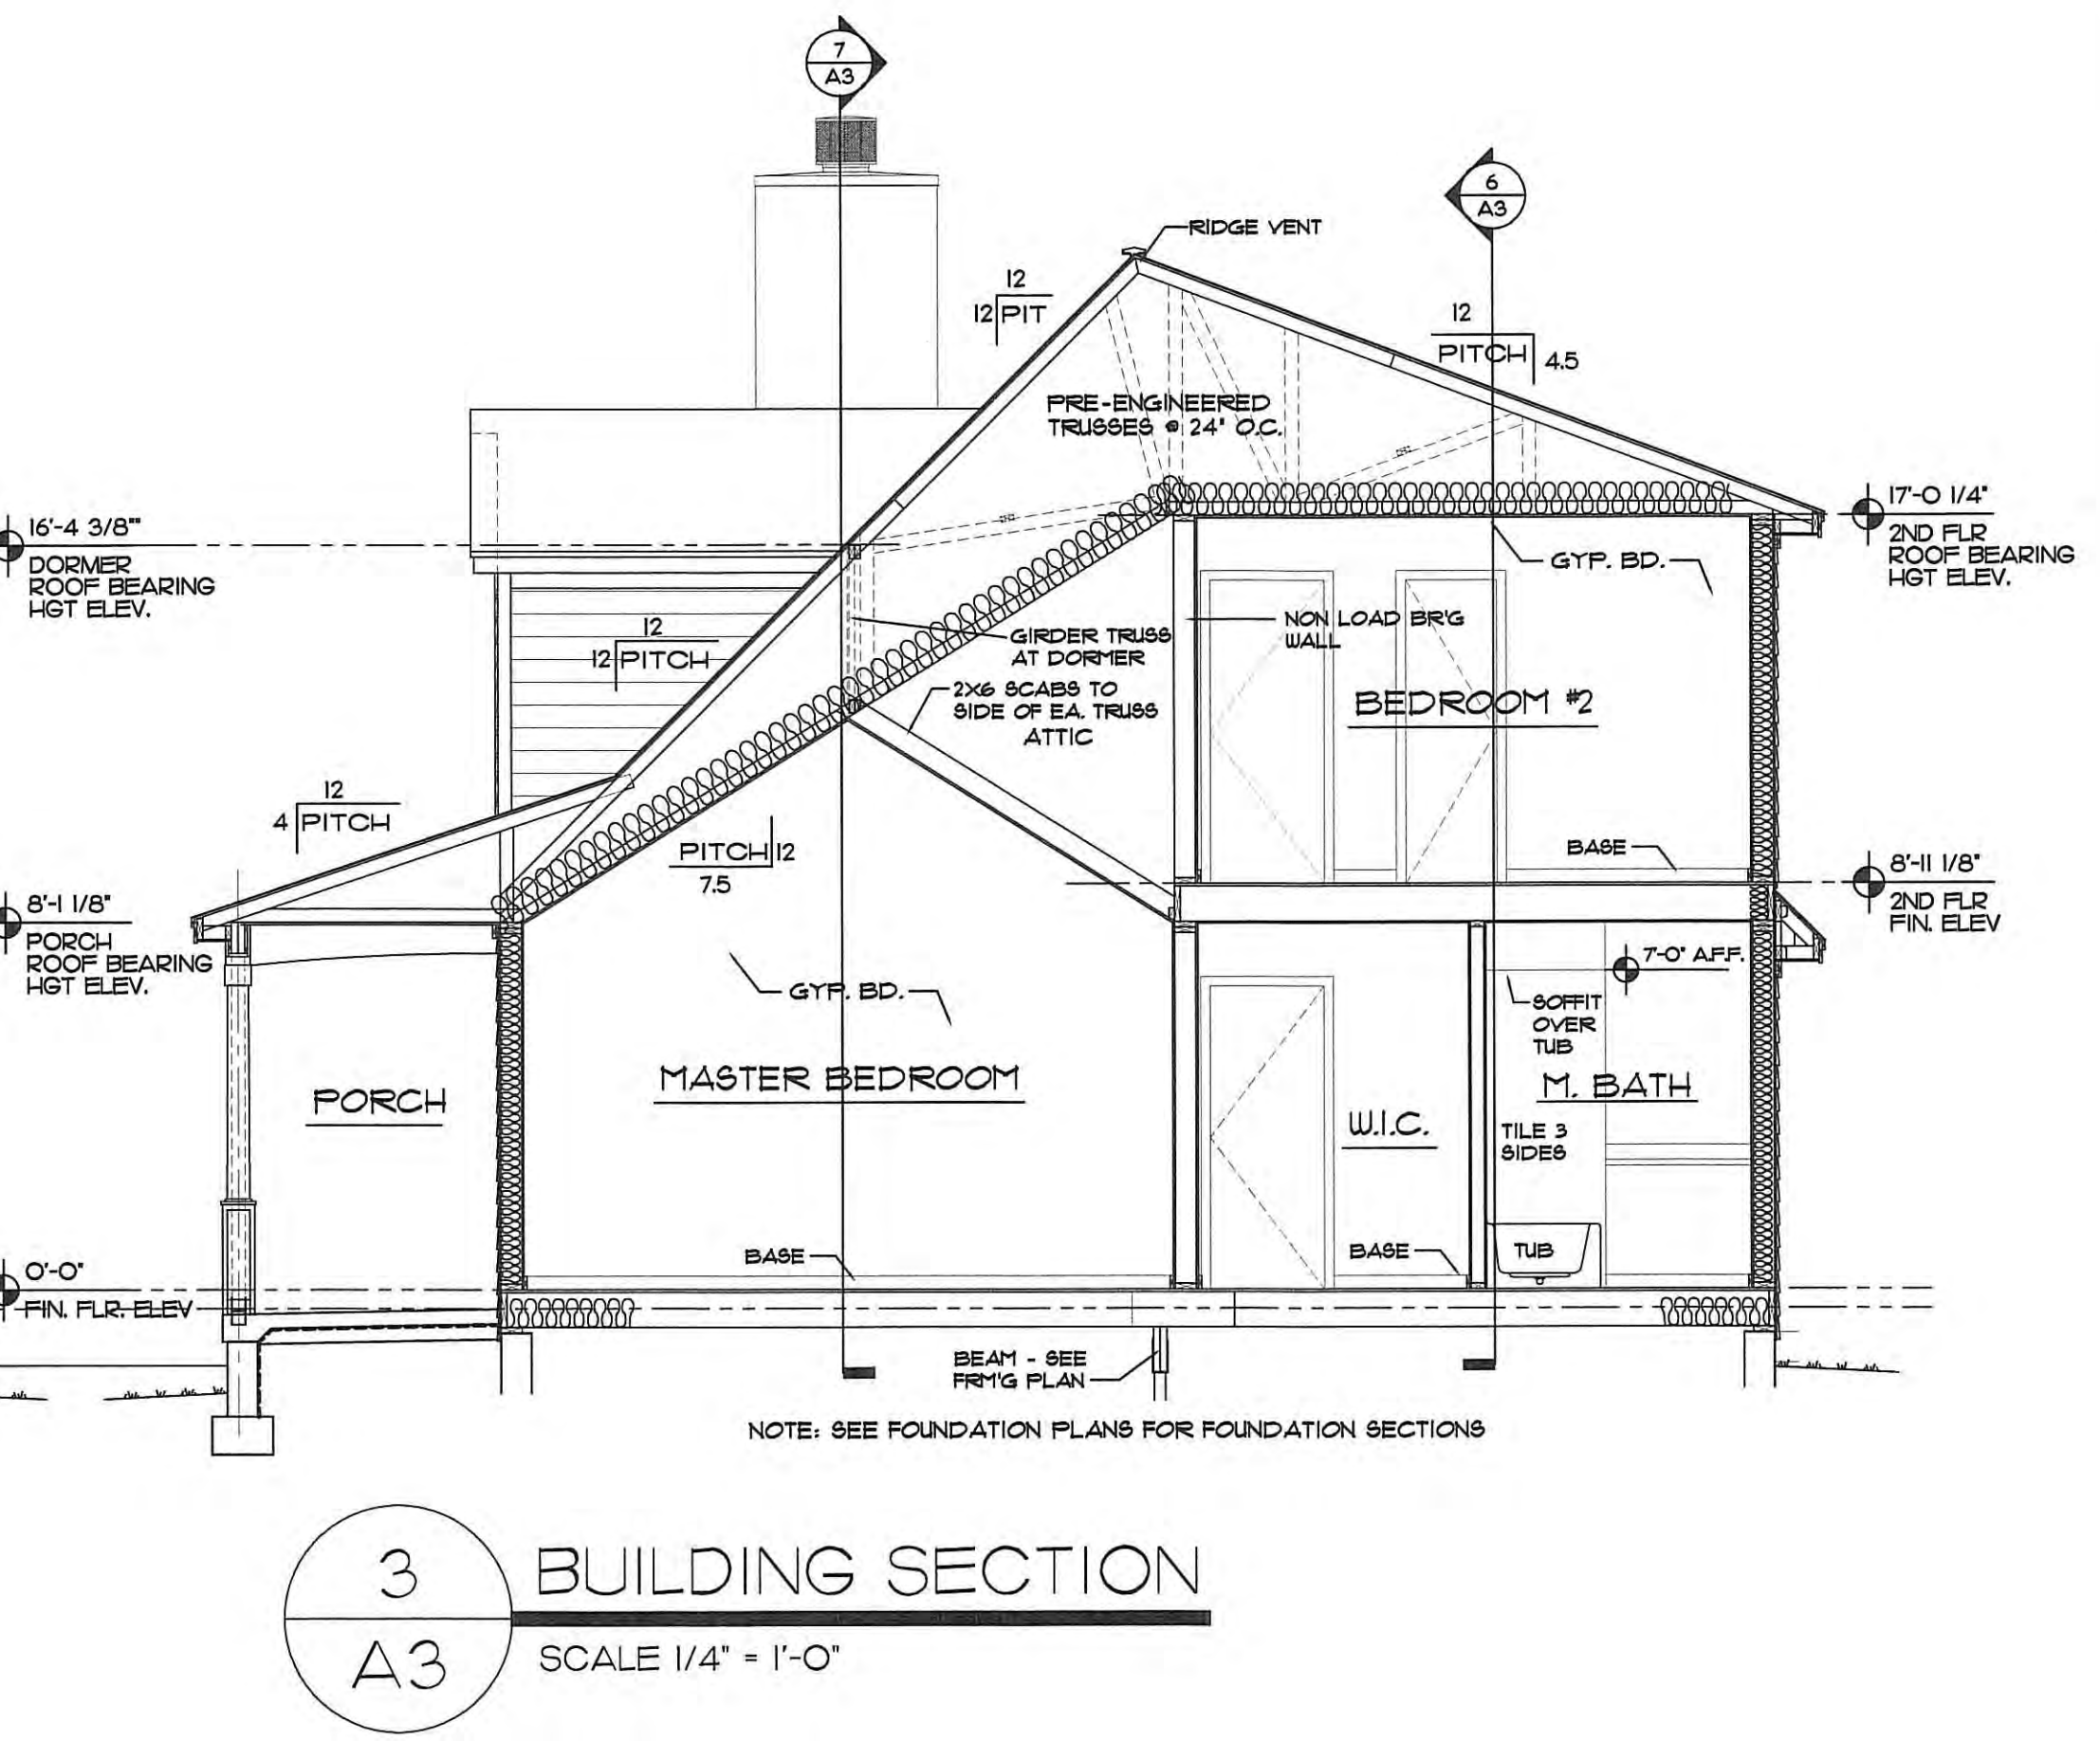 7
A3
6
A3
RIDGE VENT
12
12 PIT
12
PITCH 4.5
PRE-ENGINEERED
TRUSSES @ 24" O.C.
16'-4 3/8""
DORMER
ROOF BEARING
HGT ELEV.
17'-0 1/4"
2ND FLR
ROOF BEARING
HGT ELEV.
GYP. BD.
12
12 PITCH
GIRDER TRUSS
AT DORMER
NON LOAD BR'G
WALL
2X6 SCABS TO
SIDE OF EA. TRUSS
ATTIC
BEDROOM #2
12
4 PITCH
PITCH 12
7.5
BASE
8'-1 1/8"
PORCH
ROOF BEARING
HGT ELEV.
8'-11 1/8"
2ND FLR
FIN. ELEV
7'-0" A.F.F.
GYP. BD.
SOFFIT
OVER
TUB
MASTER BEDROOM
PORCH
M. BATH
W.I.C.
TILE 3
SIDES
BASE
BASE
TUB
0'-0"
FIN. FLR. ELEV
BEAM - SEE
FRM'G PLAN
NOTE: SEE FOUNDATION PLANS FOR FOUNDATION SECTIONS
3
A3
BUILDING SECTION
SCALE 1/4" = 1'-0"